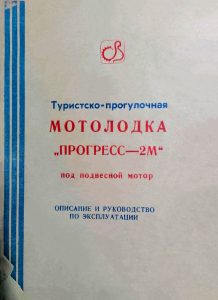 Туристско-прогулочная
МОТОЛОДКА
„ПРОГРЕСС—2М“
под подвесной мотор
ОПИСАНИЕ И РУКОВОДСТВО
ПО ЭКСПЛУАТАЦИИ